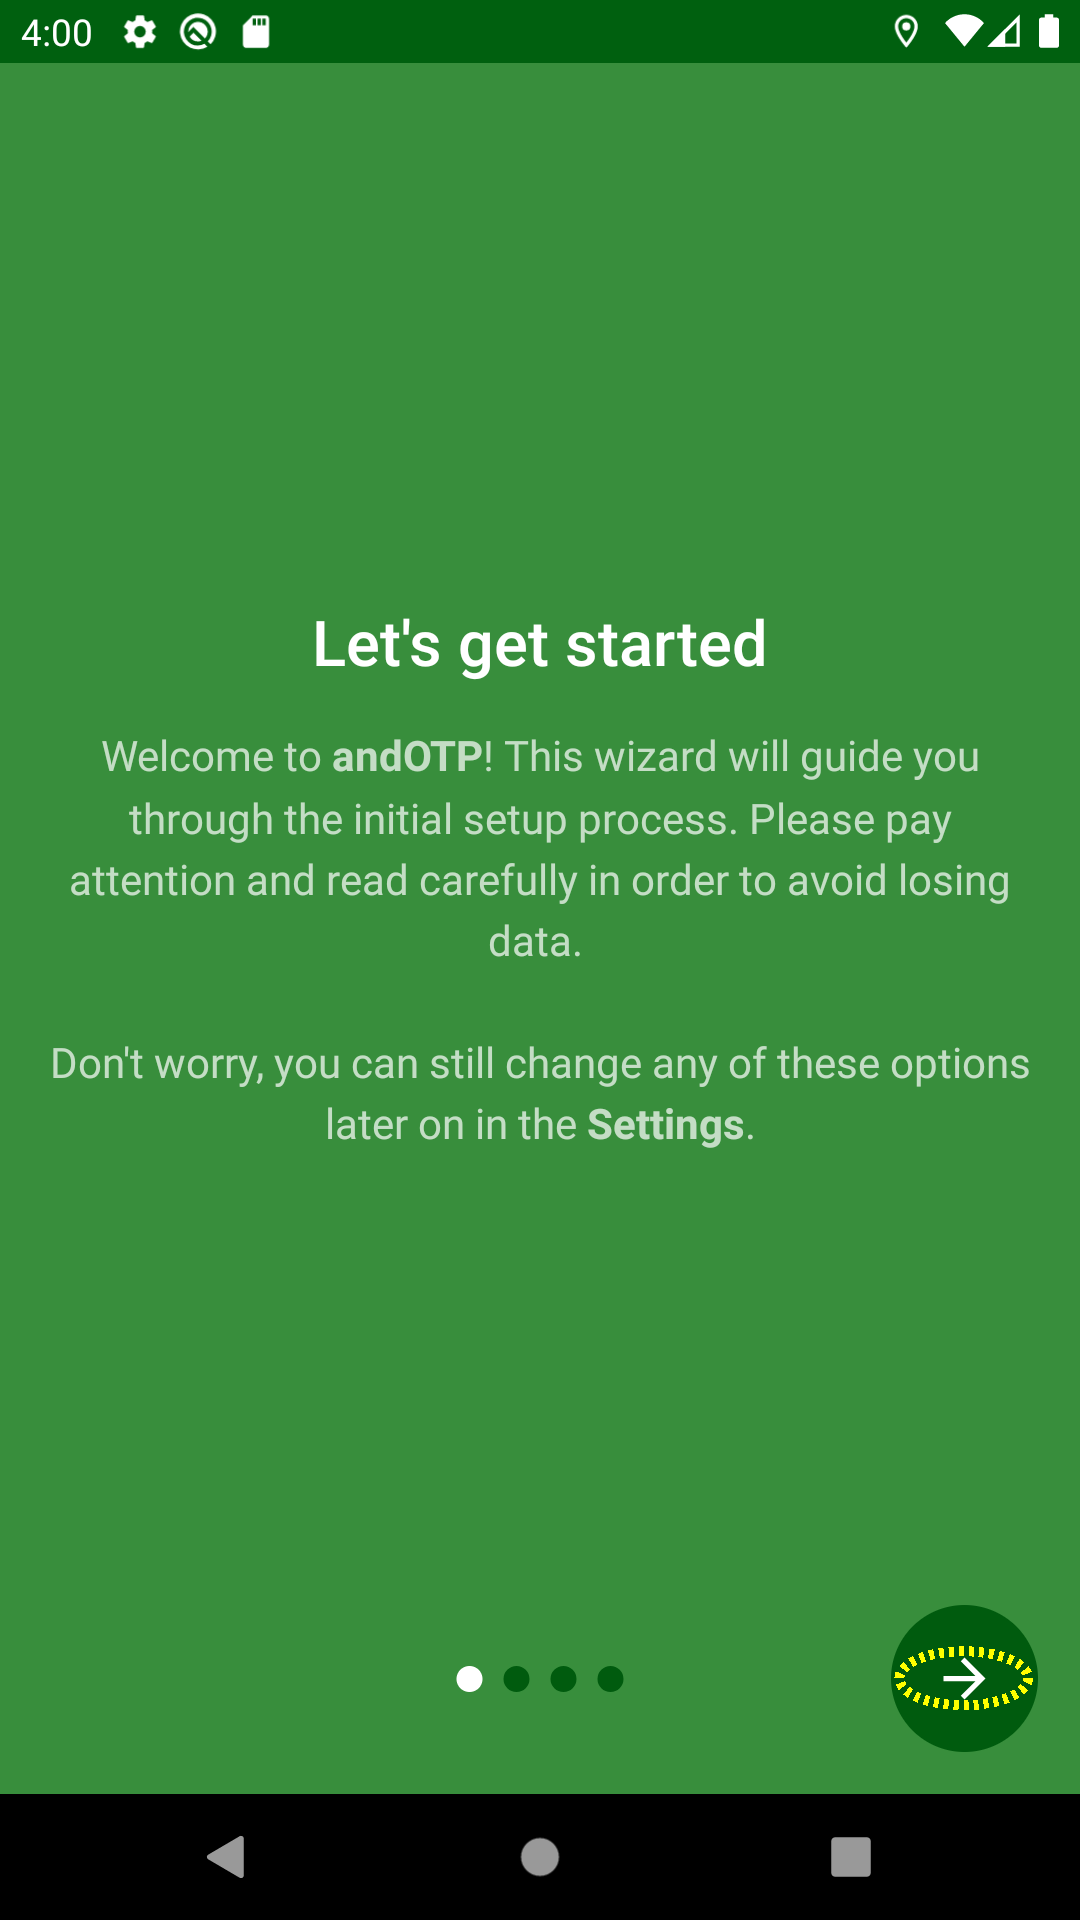 4:00
Let's get started
Welcome to andOTP! This wizard will guide you
through the initial setup process. Please pay
attention and read carefully in order to avoid losing
data.
Don't worry, you can still change any of these options
later on in the Settings.